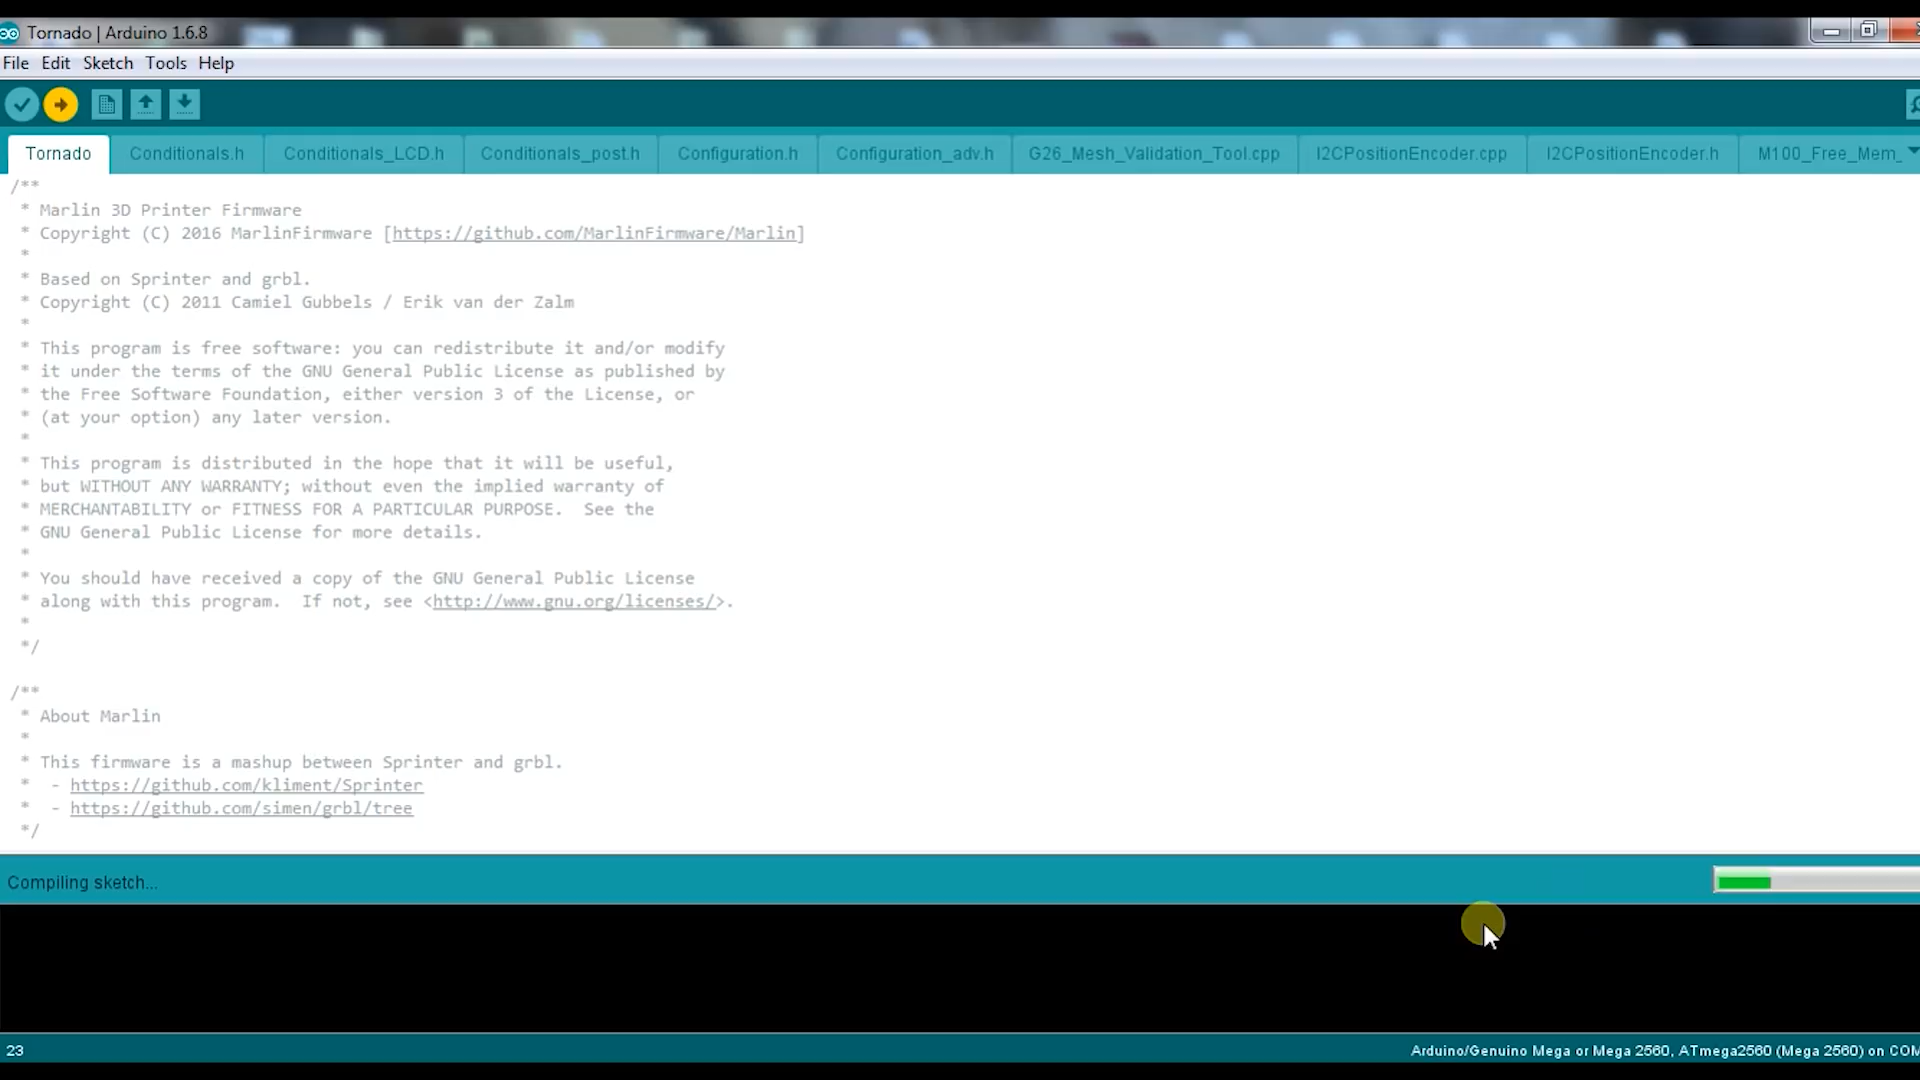 Tornado | Arduino 1.6.8
File Edit Sketch Tools Help
Tornado Conditionals.h Conditionals_LCD.h Conditionals_post.h Configuration.h Configuration_adv.h G26_Mesh_Validation_Tool.cpp I2CPositionEncoder.cpp I2CPositionEncoder.h M100_Free_Mem_
/**
* Marlin 3D Printer Firmware
* Copyright (C) 2016 MarlinFirmware [https://github.com/MarlinFirmware/Marlin]
*
* Based on Sprinter and grbl.
* Copyright (C) 2011 Camiel Gubbels / Erik van der Zalm
*
* This program is free software: you can redistribute it and/or modify
* it under the terms of the GNU General Public License as published by
* the Free Software Foundation, either version 3 of the License, or
* (at your option) any later version.
*
* This program is distributed in the hope that it will be useful,
* but WITHOUT ANY WARRANTY; without even the implied warranty of
* MERCHANTABILITY or FITNESS FOR A PARTICULAR PURPOSE.  See the
* GNU General Public License for more details.
*
* You should have received a copy of the GNU General Public License
* along with this program.  If not, see <http://www.gnu.org/licenses/>.
*
*/
/**
* About Marlin
*
* This firmware is a mashup between Sprinter and grbl.
*  - https://github.com/kliment/Sprinter
*  - https://github.com/simen/grbl/tree
*/
Compiling sketch...
23 Arduino/Genuino Mega or Mega 2560, ATmega2560 (Mega 2560) on COM